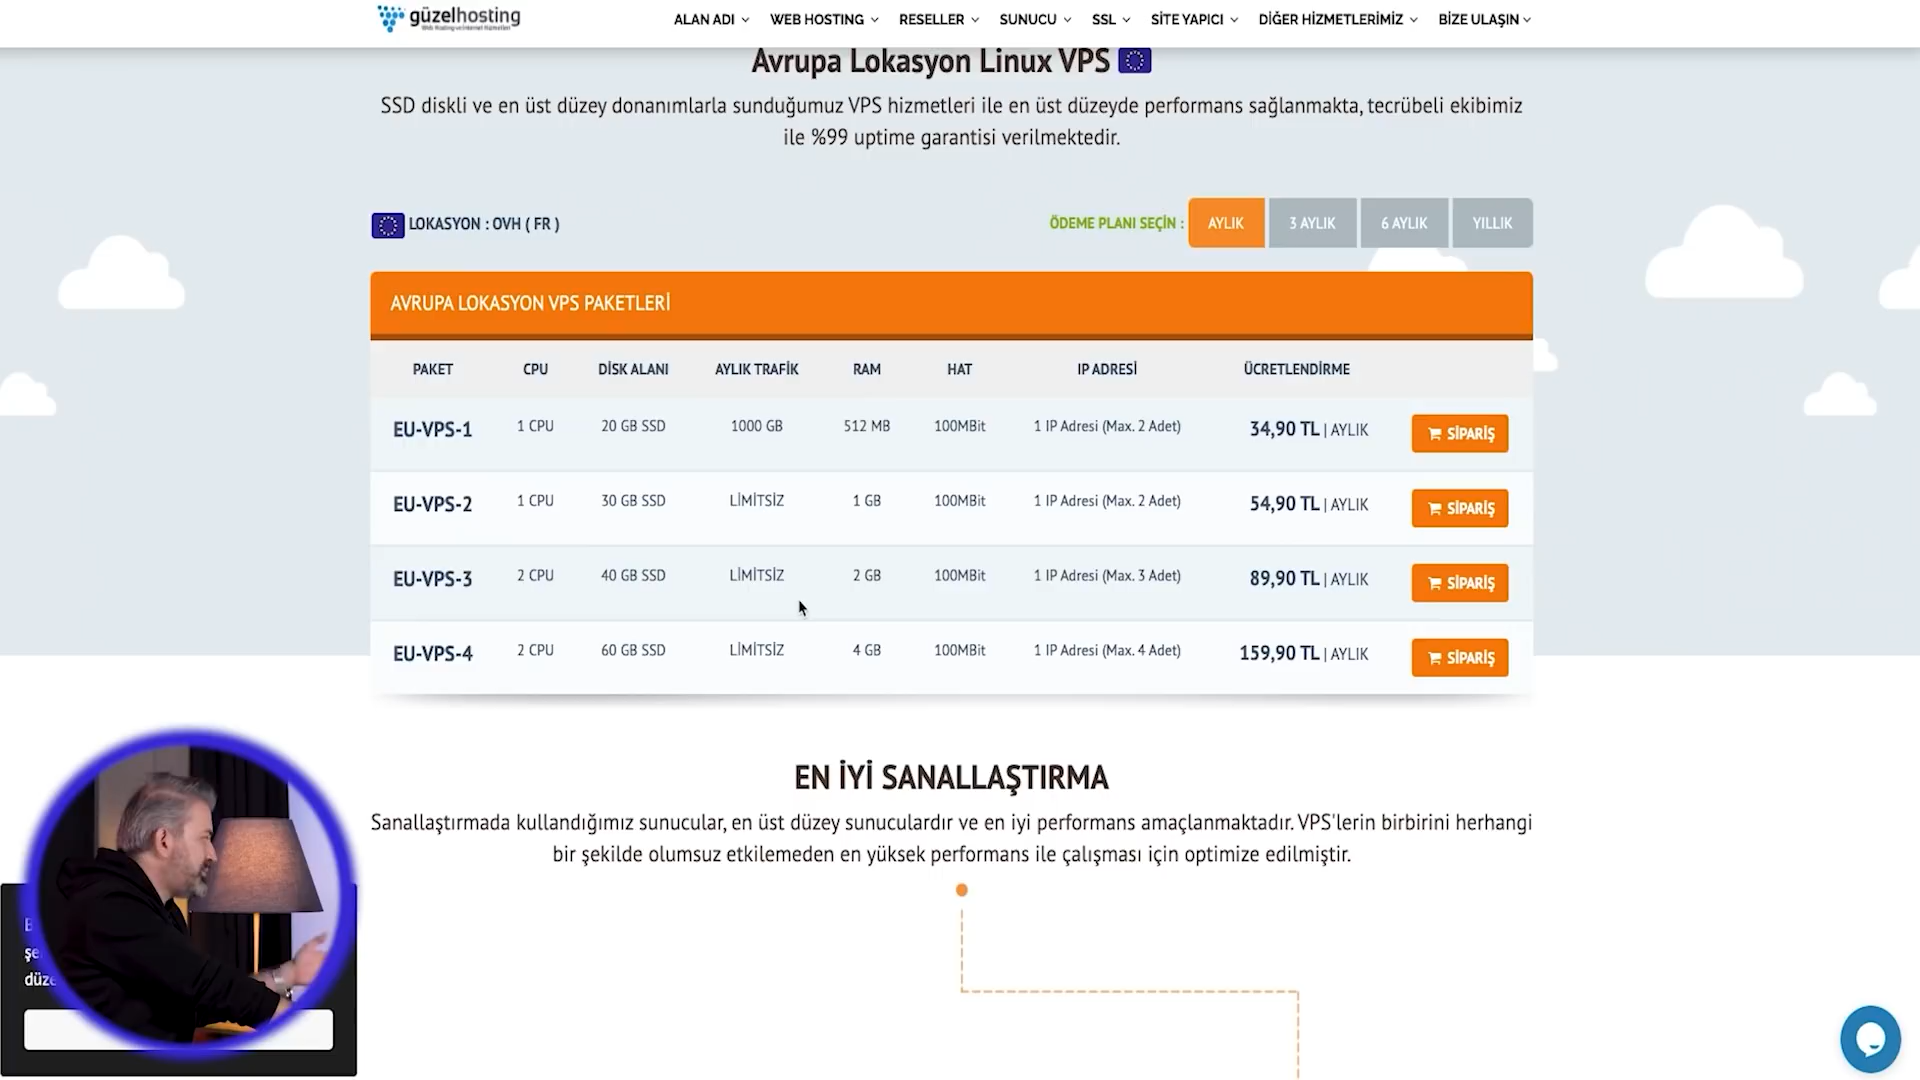 güzelhosting
Web Hosting ve İnternet Hizmetleri
ALAN ADI WEB HOSTING RESELLER SUNUCU SSL SİTE YAPICI DİĞER HİZMETLERİMİZ BİZE ULAŞIN
Avrupa Lokasyon Linux VPS
SSD diskli ve en üst düzey donanımlarla sunduğumuz VPS hizmetleri ile en üst düzeyde performans sağlanmakta, tecrübeli ekibimiz
ile %99 uptime garantisi verilmektedir.
LOKASYON : OVH ( FR )
ÖDEME PLANI SEÇİN : AYLIK 3 AYLIK 6 AYLIK YILLIK
AVRUPA LOKASYON VPS PAKETLERİ
PAKET CPU DİSK ALANI AYLIK TRAFİK RAM HAT IP ADRESİ ÜCRETLENDİRME
EU-VPS-1 1 CPU 20 GB SSD 1000 GB 512 MB 100MBit 1 IP Adresi (Max. 2 Adet) 34,90 TL | AYLIK SİPARİŞ
EU-VPS-2 1 CPU 30 GB SSD LİMİTSİZ 1 GB 100MBit 1 IP Adresi (Max. 2 Adet) 54,90 TL | AYLIK SİPARİŞ
EU-VPS-3 2 CPU 40 GB SSD LİMİTSİZ 2 GB 100MBit 1 IP Adresi (Max. 3 Adet) 89,90 TL | AYLIK SİPARİŞ
EU-VPS-4 2 CPU 60 GB SSD LİMİTSİZ 4 GB 100MBit 1 IP Adresi (Max. 4 Adet) 159,90 TL | AYLIK SİPARİŞ
EN İYİ SANALLAŞTIRMA
Sanallaştırmada kullandığımız sunucular, en üst düzey sunuculardır ve en iyi performans amaçlanmaktadır. VPS'lerin birbirini herhangi
bir şekilde olumsuz etkilemeden en yüksek performans ile çalışması için optimize edilmiştir.